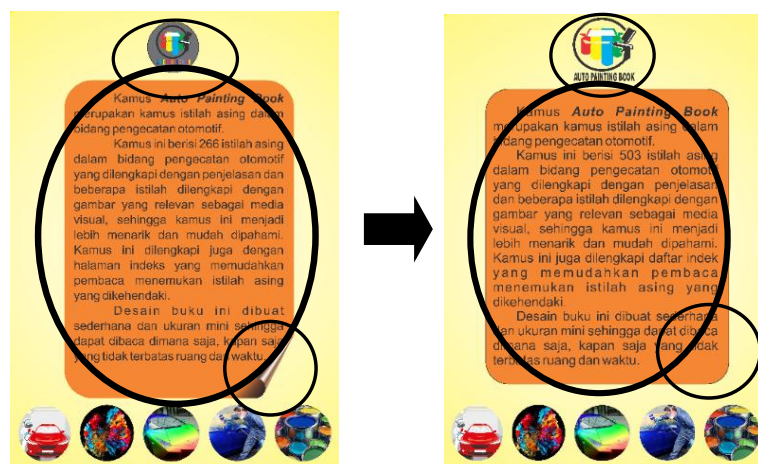 Kamus Auto Painting Book
merupakan kamus istilah asing dalam
bidang pengecatan otomotif.
Kamus ini berisi 266 istilah asing
dalam bidang pengecatan otomotif
yang dilengkapi dengan penjelasan dan
beberapa istilah dilengkapi dengan
gambar yang relevan sebagai media
visual, sehingga kamus ini menjadi
lebih menarik dan mudah dipahami.
Kamus ini dilengkapi juga dengan
halaman indeks yang memudahkan
pembaca menemukan istilah asing
yang dikehendaki.
Desain buku ini dibuat
sederhana dan ukuran mini sehingga
dapat dibaca dimana saja, kapan saja
yang tidak terbatas ruang dan waktu.
AUTO PAINTING BOOK
Kamus Auto Painting Book
merupakan kamus istilah asing dalam
bidang pengecatan otomotif.
Kamus ini berisi 503 istilah asing
dalam bidang pengecatan otomotif
yang dilengkapi dengan penjelasan
dan beberapa istilah dilengkapi dengan
gambar yang relevan sebagai media
visual, sehingga kamus ini menjadi
lebih menarik dan mudah dipahami.
Kamus ini juga dilengkapi daftar indek
yang memudahkan pembaca
menemukan istilah asing yang
dikehendaki.
Desain buku ini dibuat sederhana
dan ukuran mini sehingga dapat dibaca
dimana saja, kapan saja yang tidak
terbatas ruang dan waktu.